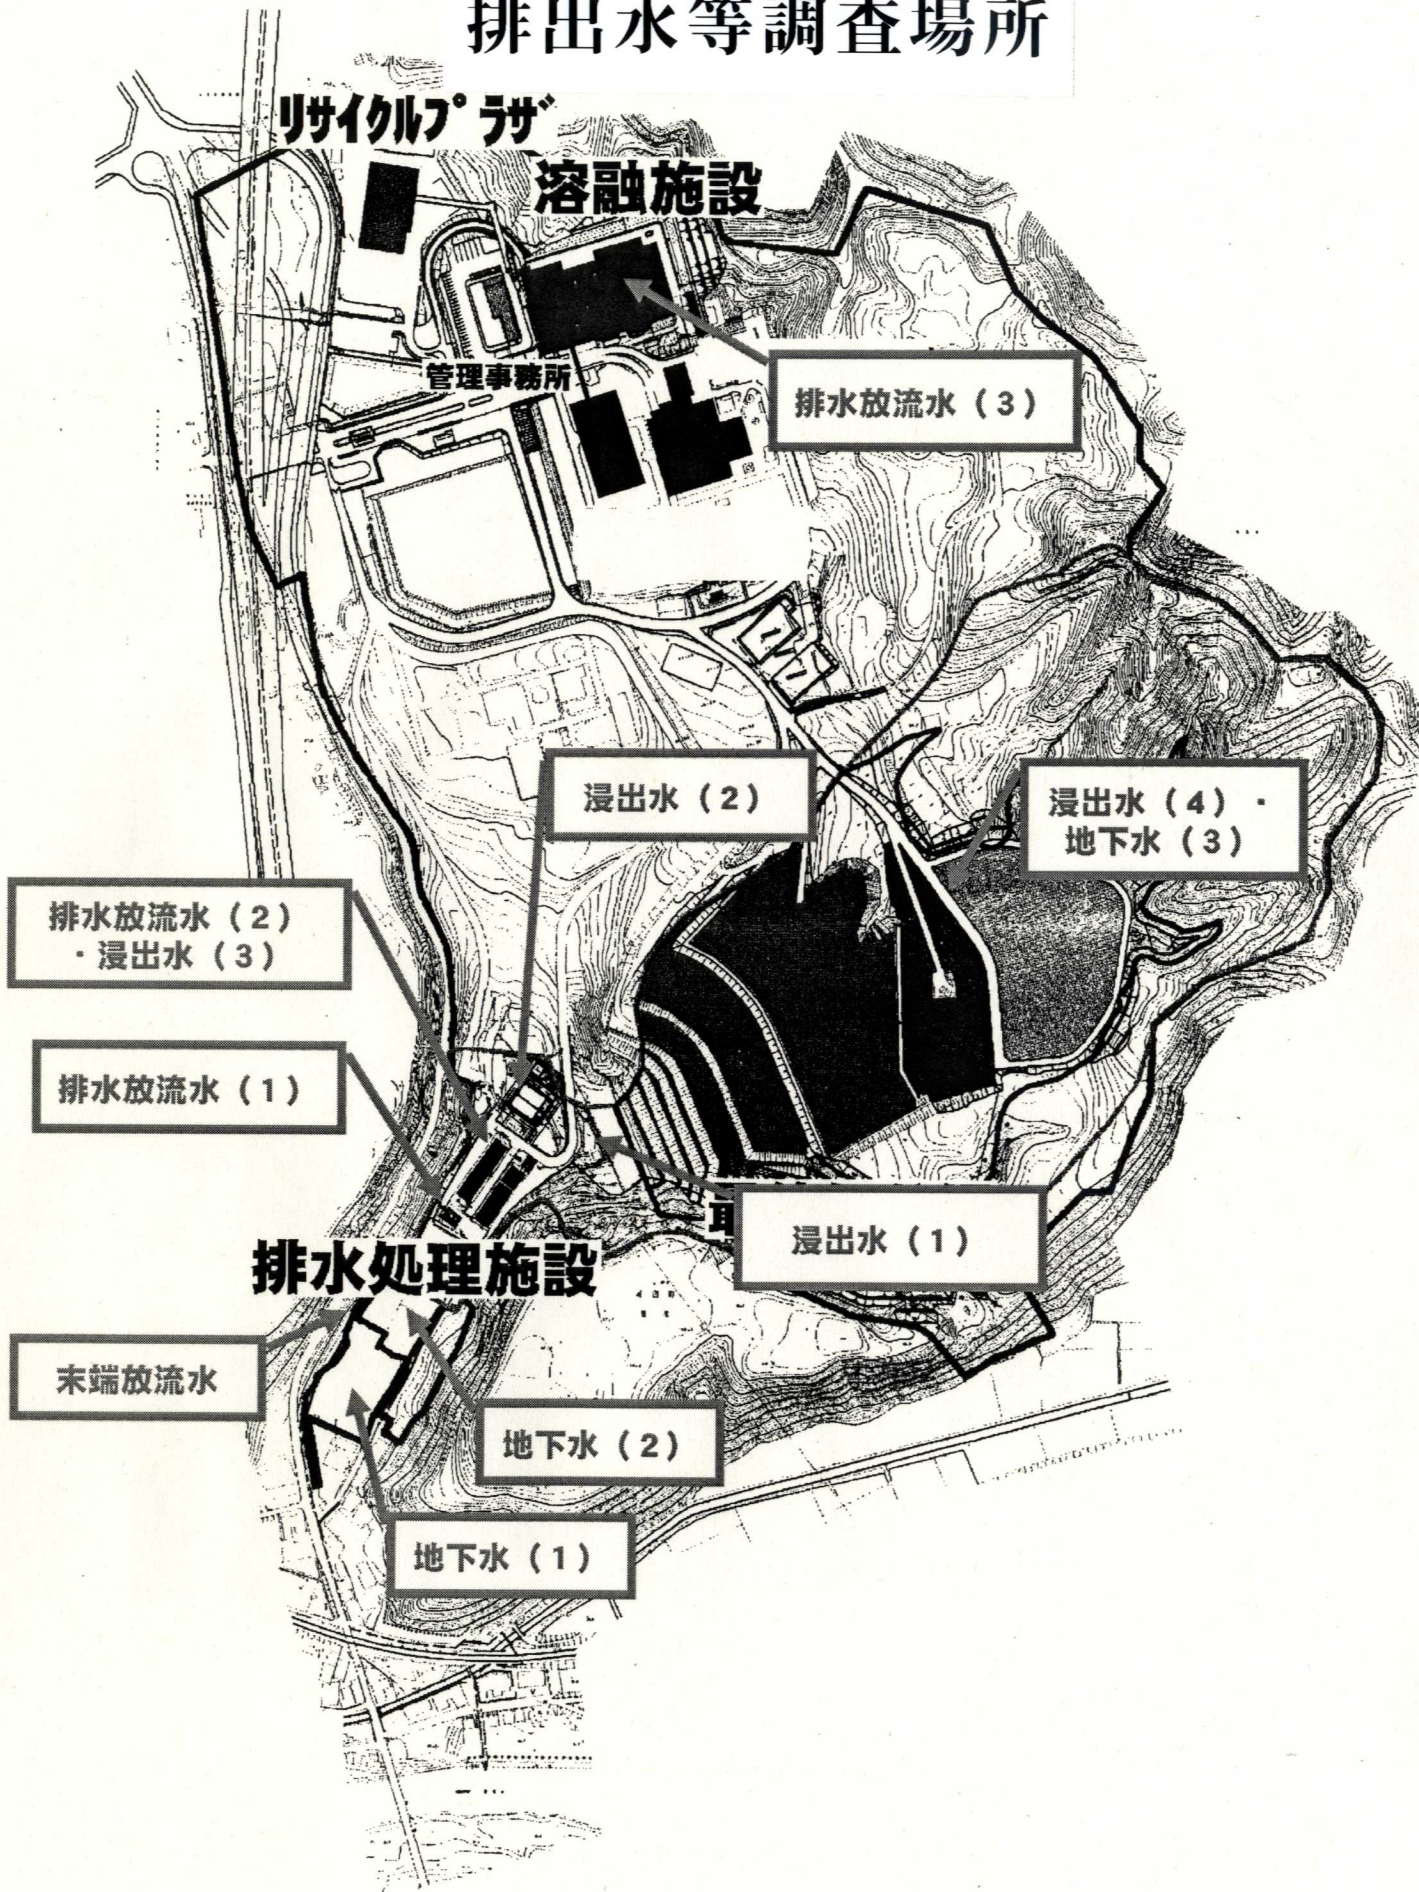 排出水等調査場所
リサイクルプラザ
溶融施設
管理事務所
排水放流水(3)
浸出水(2)
浸出水(4)・
地下水(3)
排水放流水(2)
・浸出水(3)
排水放流水(1)
浸出水(1)
排水処理施設
末端放流水
地下水(2)
地下水(1)